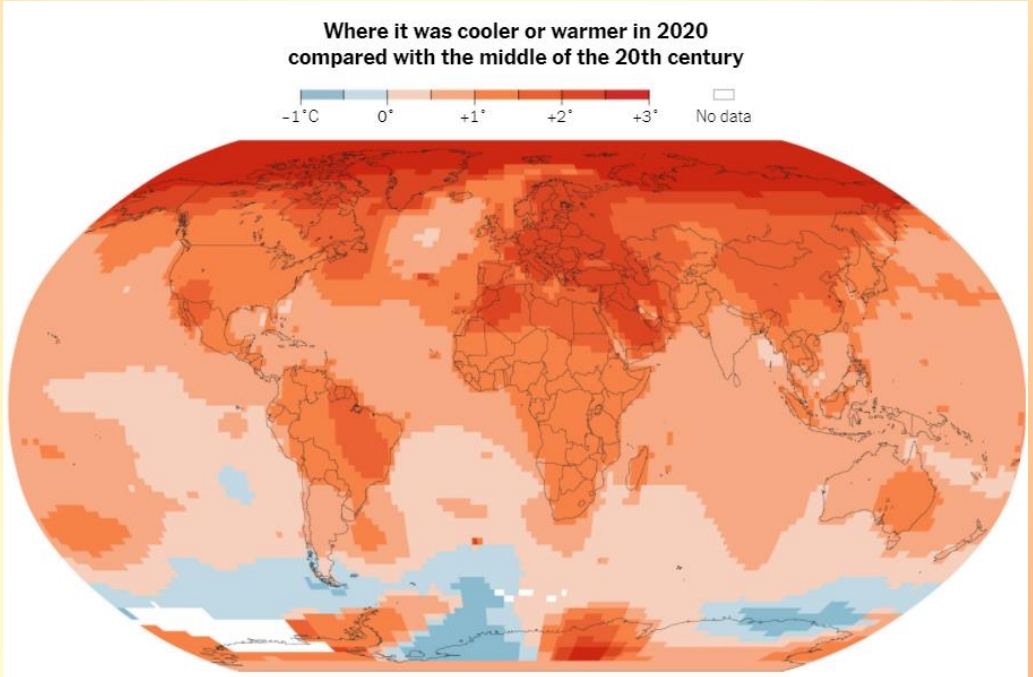 Where it was cooler or warmer in 2020
compared with the middle of the 20th century
−1°C 0° +1° +2° +3° No data